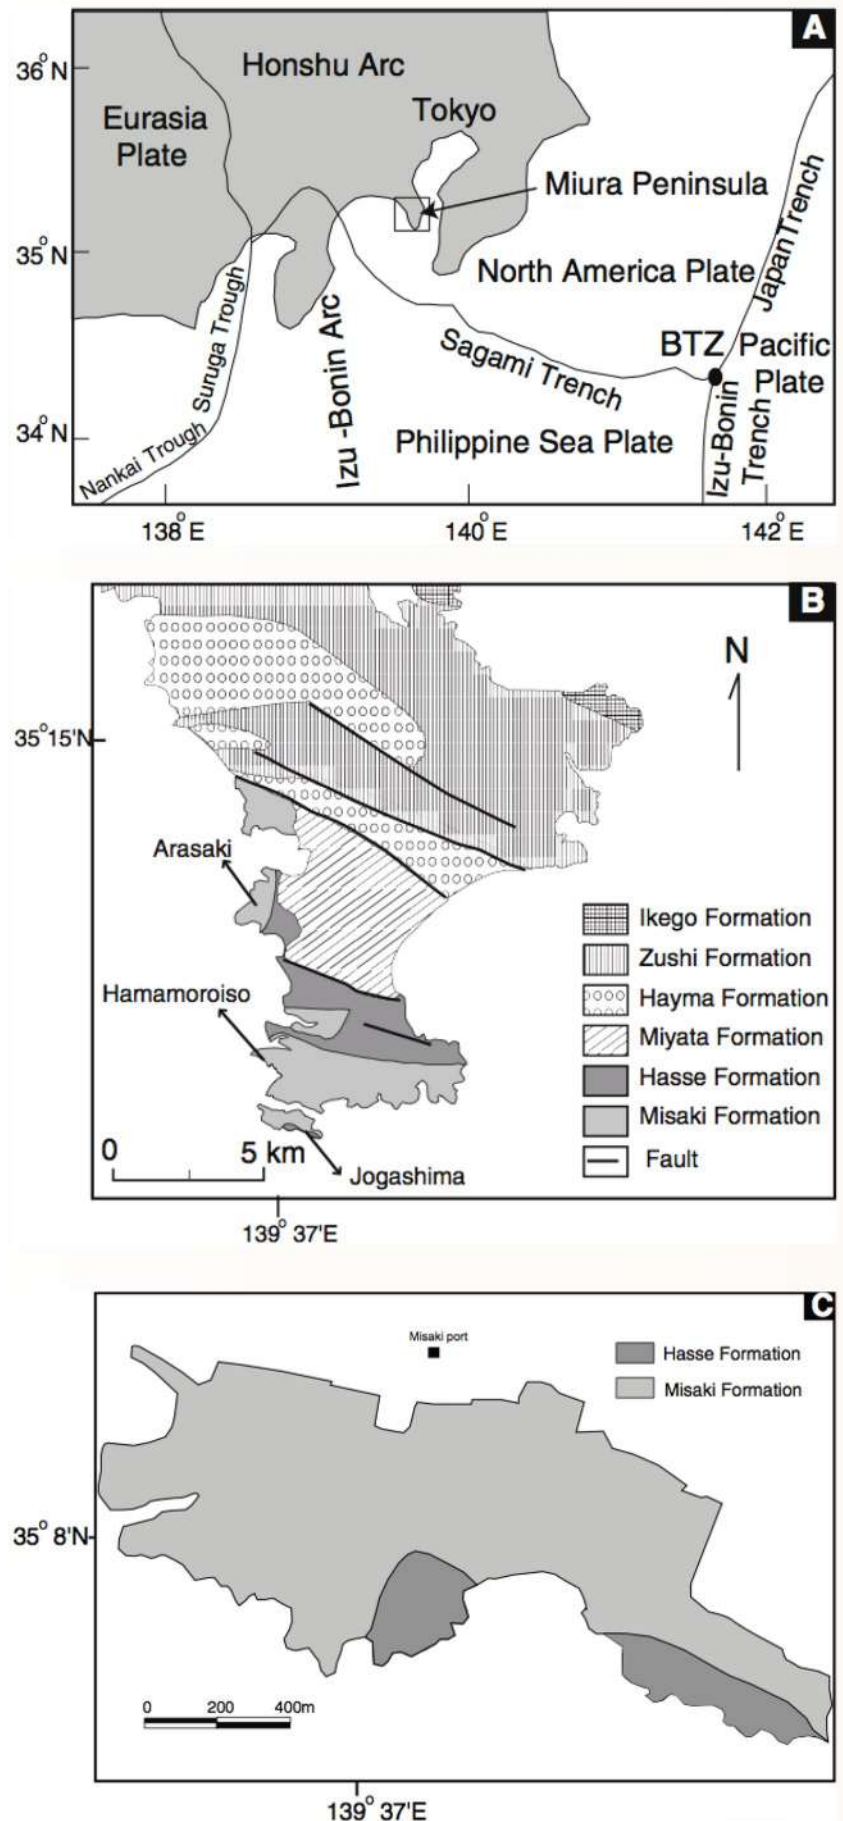 A
36°N
Honshu Arc
Eurasia
Plate
Tokyo
Miura Peninsula
35°N
North America Plate
Japan Trench
Suruga Trough
Izu -Bonin Arc
Sagami Trench
BTZ
Pacific
Plate
34°N
Nankai Trough
Philippine Sea Plate
Izu-Bonin
Trench
138°E
140°E
142°E
B
N
35°15'N
Arasaki
Hamamoroiso
Ikego Formation
Zushi Formation
Hayma Formation
Miyata Formation
Hasse Formation
Misaki Formation
Fault
0
5 km
Jogashima
139° 37'E
C
Misaki port
Hasse Formation
Misaki Formation
35° 8'N
0
200
400m
139° 37'E